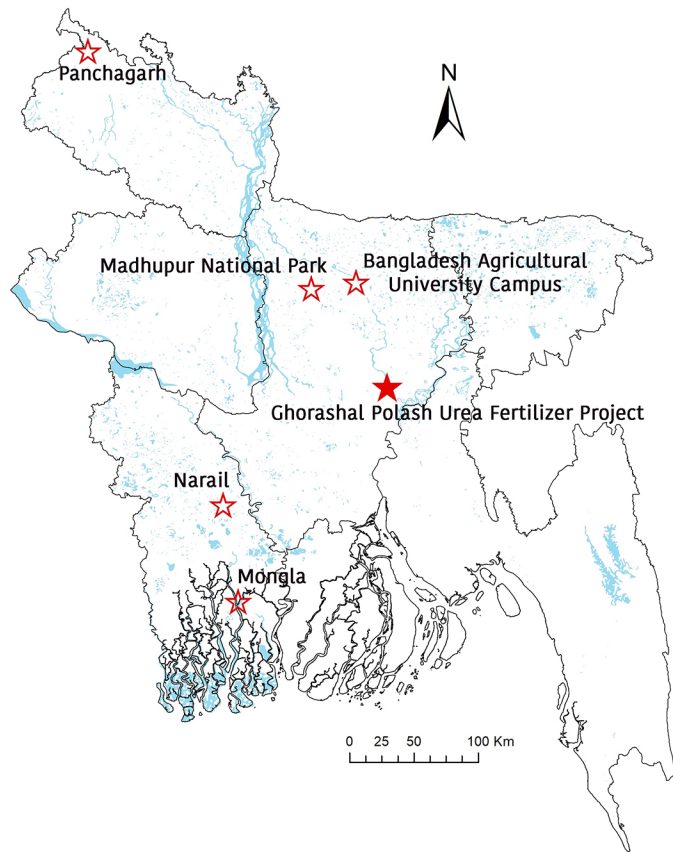 N
Panchagarh
Madhupur National Park
Bangladesh Agricultural
University Campus
Ghorashal Polash Urea Fertilizer Project
Narail
Mongla
0 25 50 100 Km